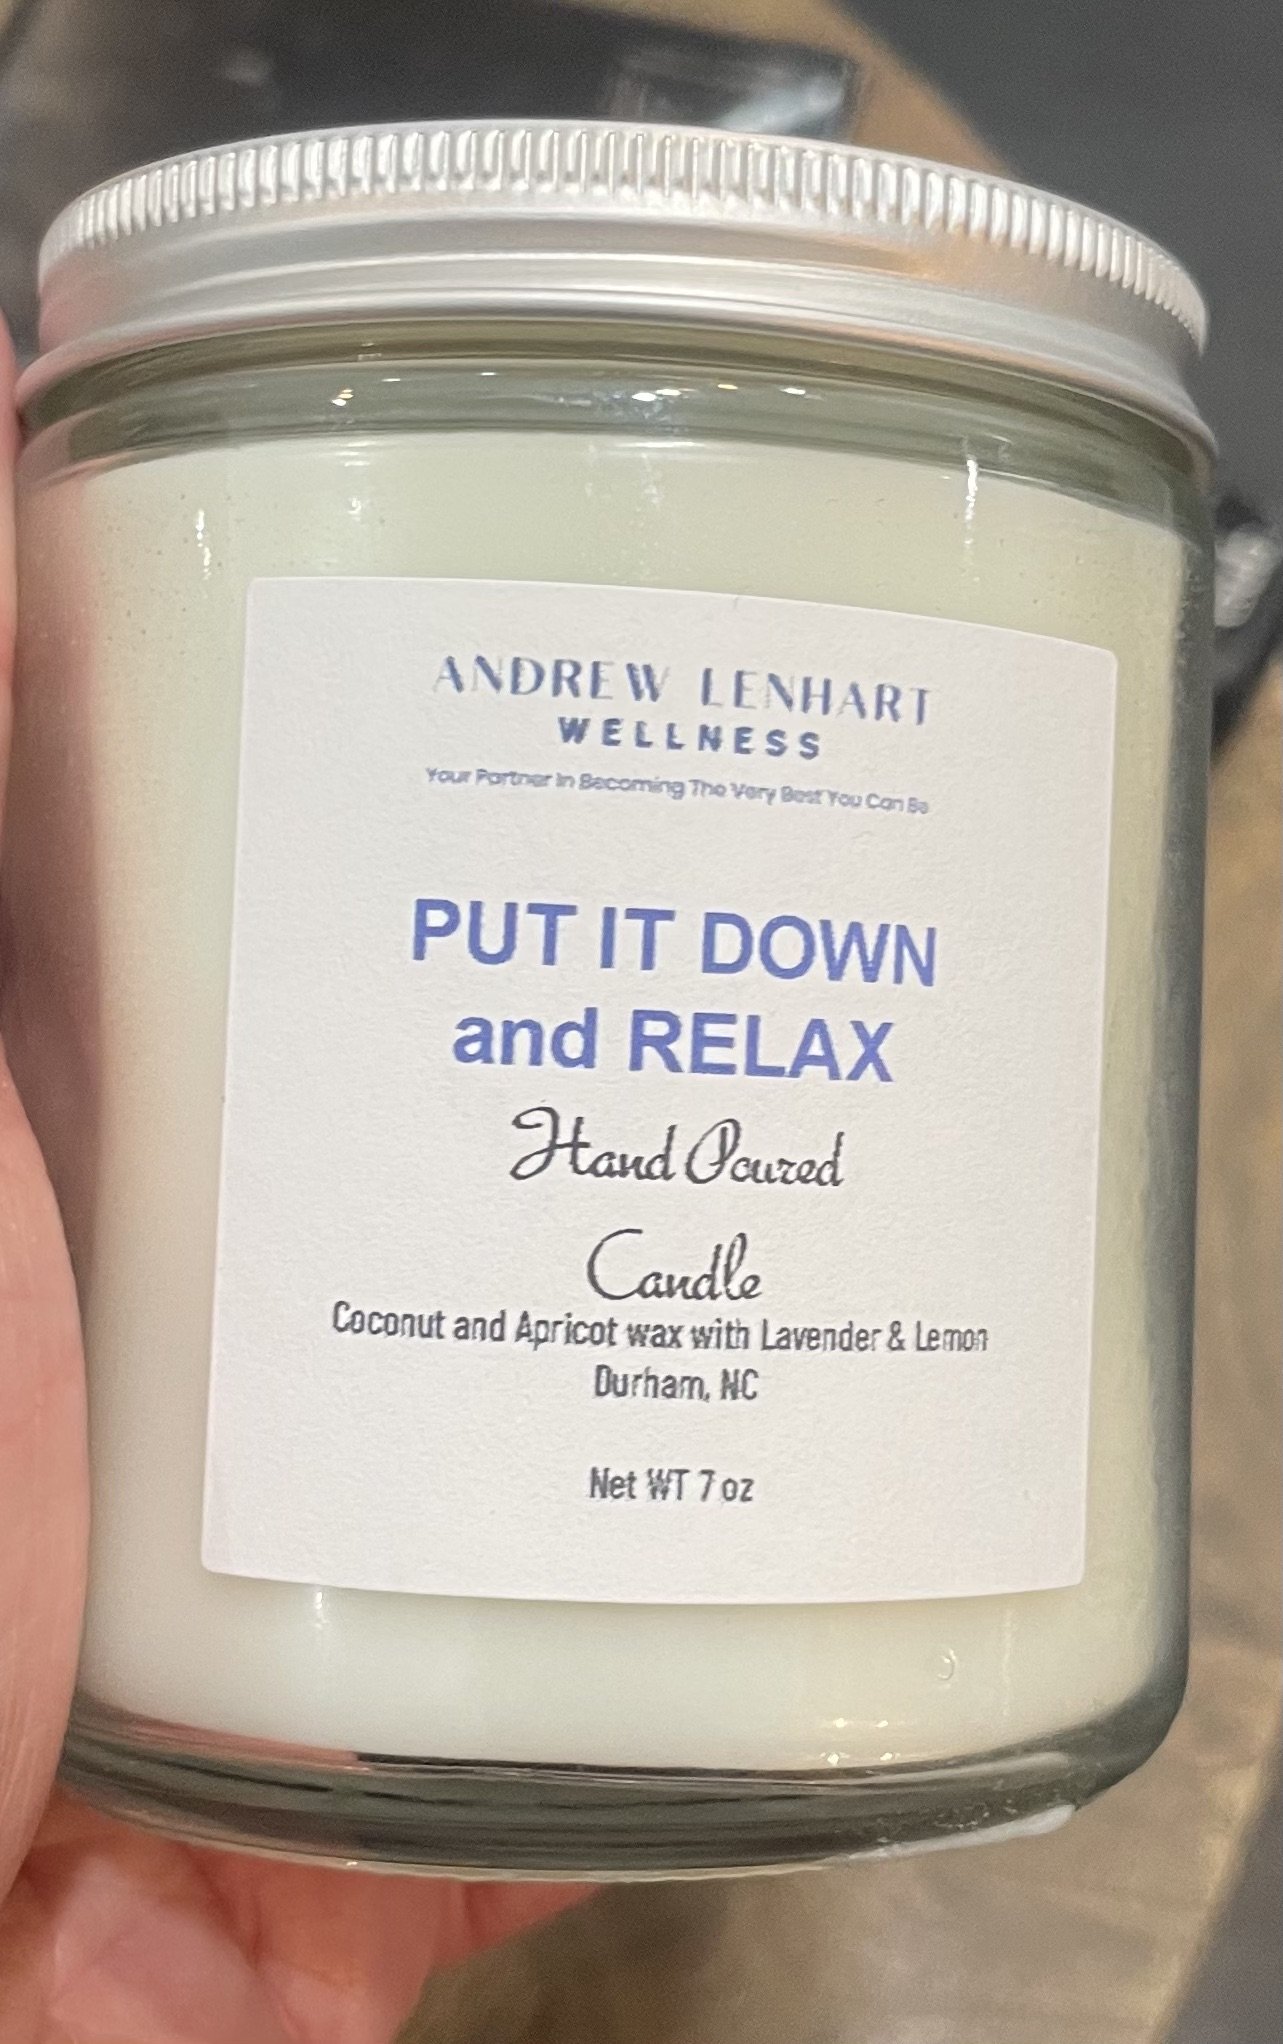 ANDREW LENHART
WELLNESS
Your Partner In Becoming The Very Best You Can Be
PUT IT DOWN
and RELAX
Hand Poured
Candle
Coconut and Apricot wax with Lavender & Lemon
Durham, NC
Net WT 7 oz